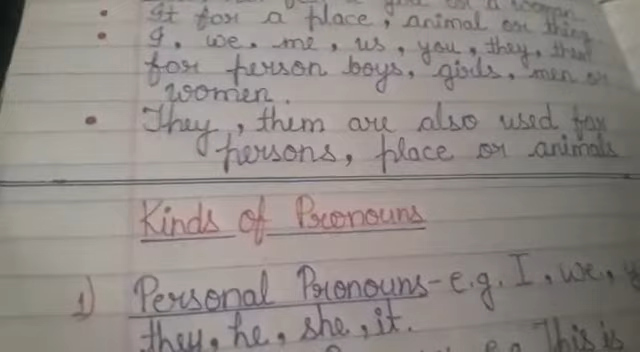 It for a place, animal or thing
I, we, me, us, you, they, them
for person boys, girls, men or
women.
They, them are also used for
persons, place or animals
Kinds of Pronouns
1) Personal Pronouns - e.g. I, we,
they, he, she, it.
e.g. This is